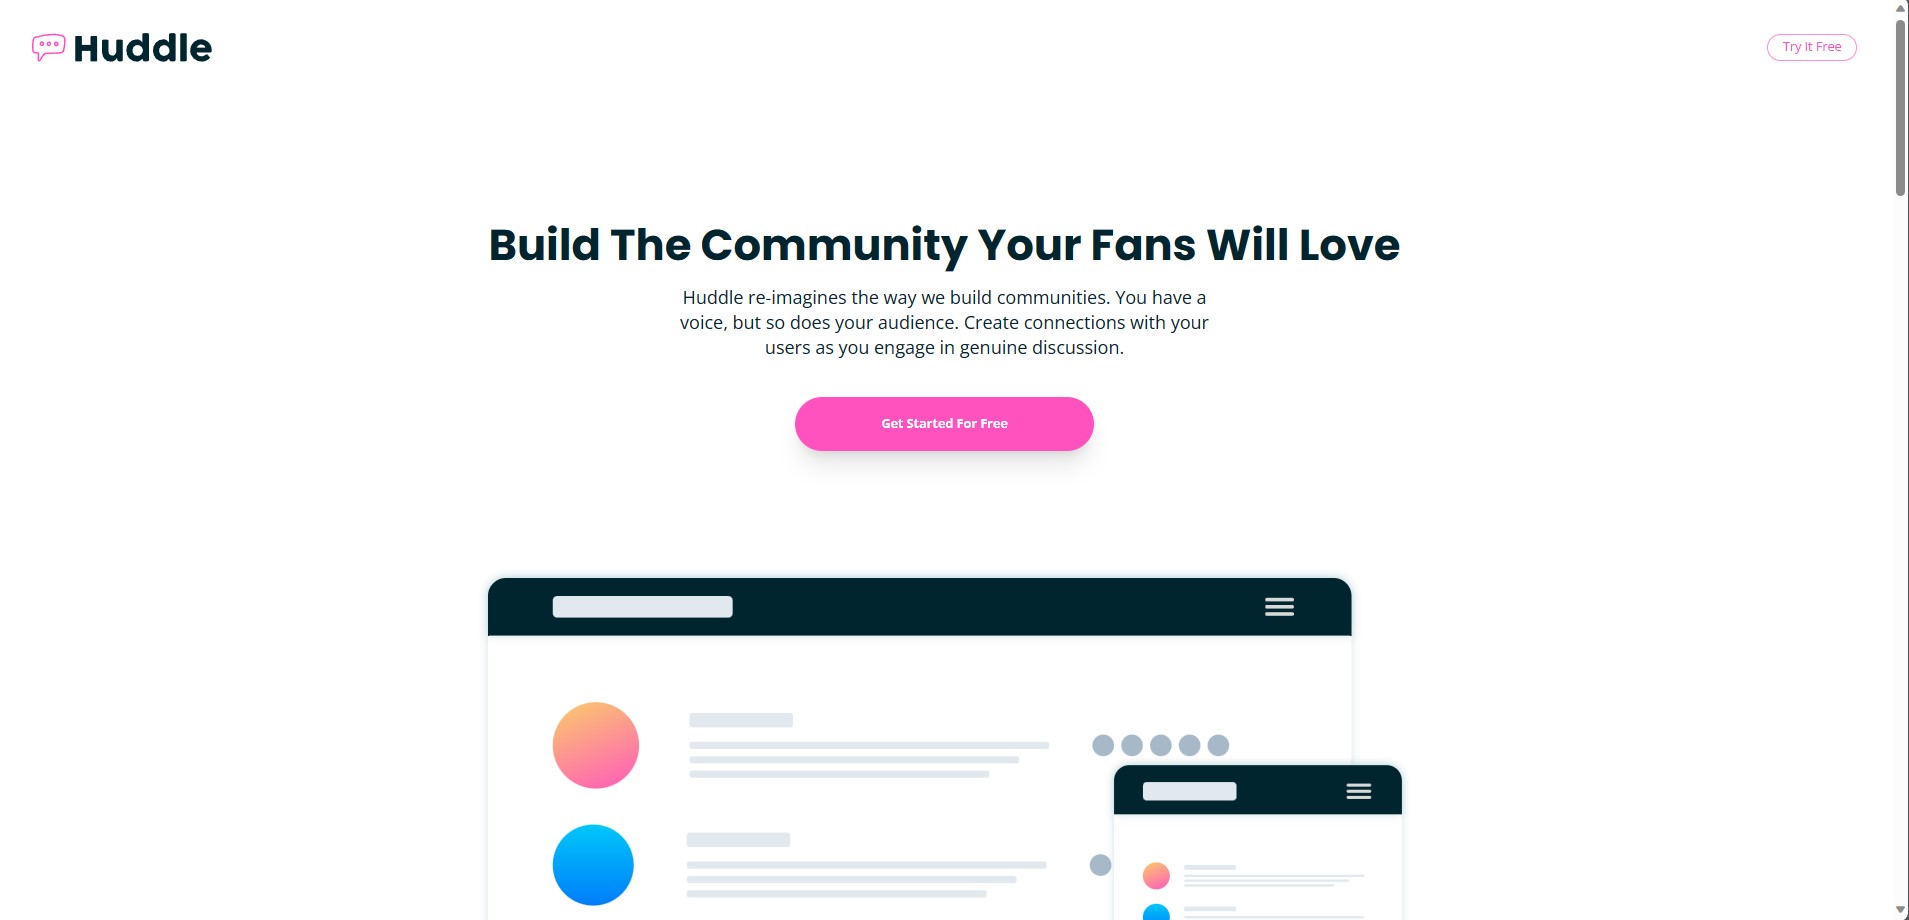 Huddle
Try It Free
Build The Community Your Fans Will Love
Huddle re-imagines the way we build communities. You have a
voice, but so does your audience. Create connections with your
users as you engage in genuine discussion.
Get Started For Free